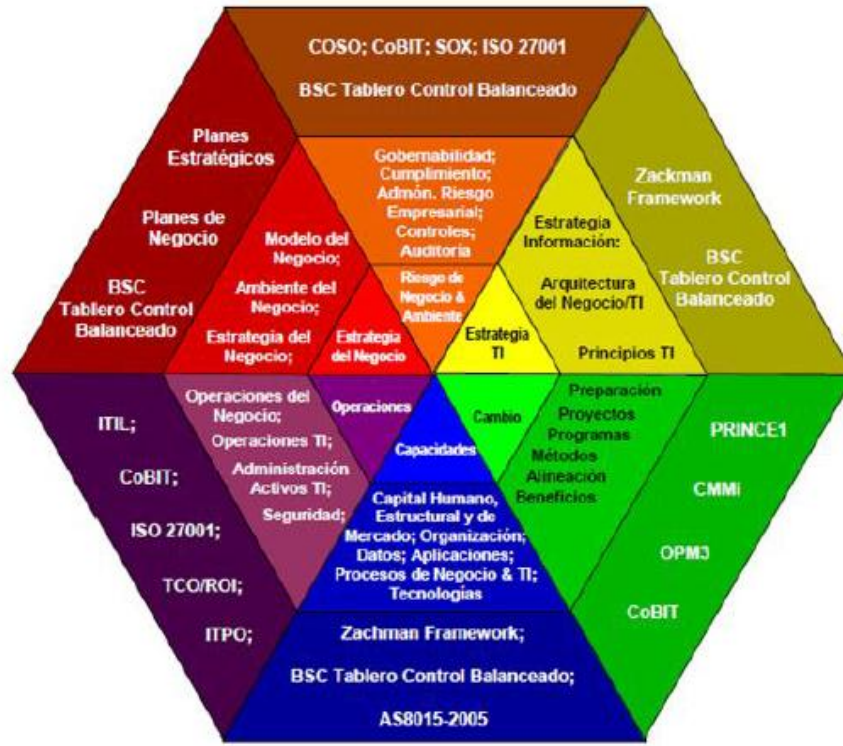 COSO; CoBIT; SOX; ISO 27001
BSC Tablero Control Balanceado
Gobernabilidad;
Cumplimiento;
Admón. Riesgo
Empresarial;
Controles;
Auditoría
Riesgo de
Negocio &
Ambiente
Planes
Estratégicos
Planes de
Negocio
BSC
Tablero Control
Balanceado
Modelo del
Negocio;
Ambiente del
Negocio;
Estrategia del
Negocio;
Estrategia
del Negocio
Estrategia
TI
Estrategia
Información:
Arquitectura
del Negocio/TI
Principios TI
Zackman
Framework
BSC
Tablero Control
Balanceado
ITIL;
CoBIT;
ISO 27001;
TCO/ROI;
ITPO;
Operaciones del
Negocio;
Operaciones TI;
Administración
Activos TI;
Seguridad;
Operaciones
Capacidades
Capital Humano,
Estructural y de
Mercado; Organización;
Datos; Aplicaciones;
Procesos de Negocio & TI;
Tecnologías
Zachman Framework;
BSC Tablero Control Balanceado;
AS8015-2005
Cambio
Preparación
Proyectos
Programas
Métodos
Alineación
Beneficios
PRINCE1
CMMi
OPM3
CoBIT